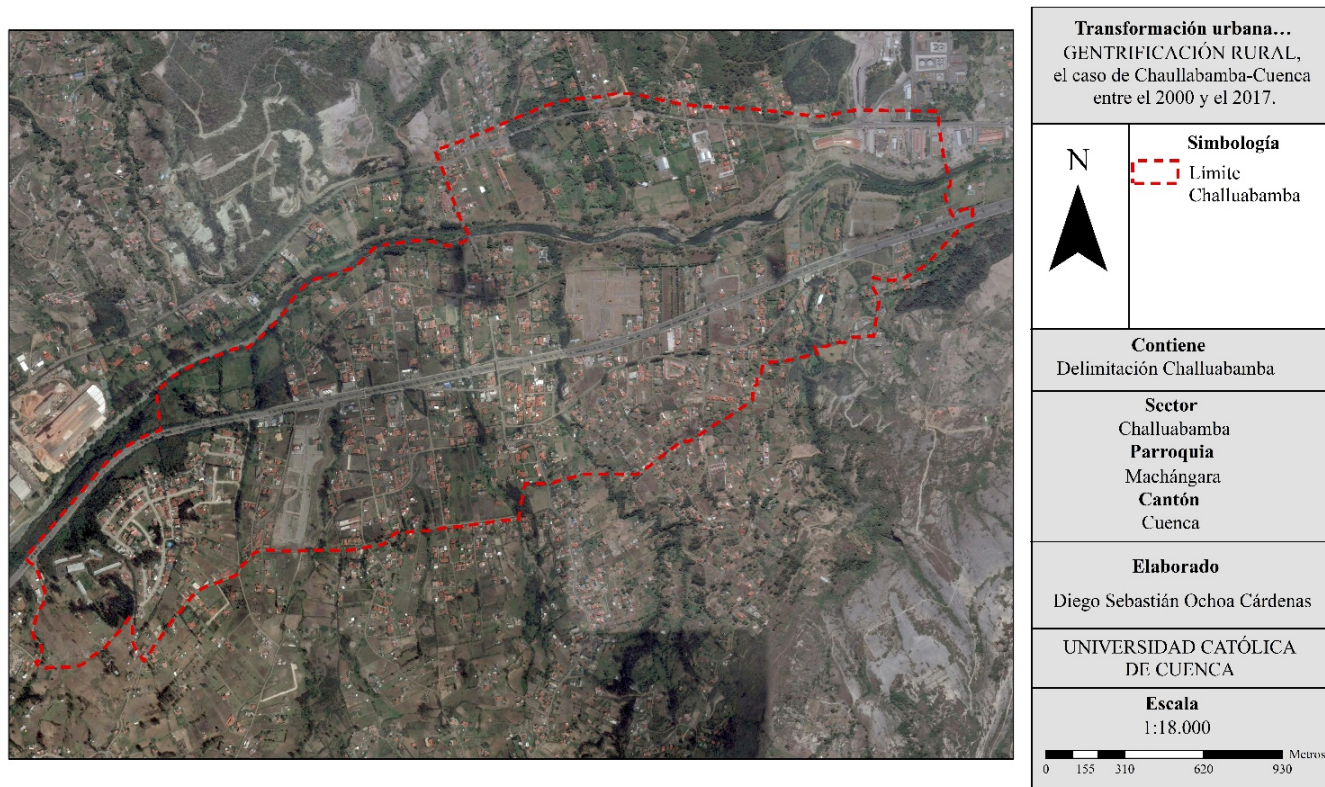 Transformación urbana...
GENTRIFICACIÓN RURAL,
el caso de Chaullabamba-Cuenca
entre el 2000 y el 2017.
N
Simbología
Límite
Challuabamba
Contiene
Delimitación Challuabamba
Sector
Challuabamba
Parroquia
Machángara
Cantón
Cuenca
Elaborado
Diego Sebastián Ochoa Cárdenas
UNIVERSIDAD CATÓLICA
DE CUENCA
Escala
1:18.000
Metros
0 155 310 620 930